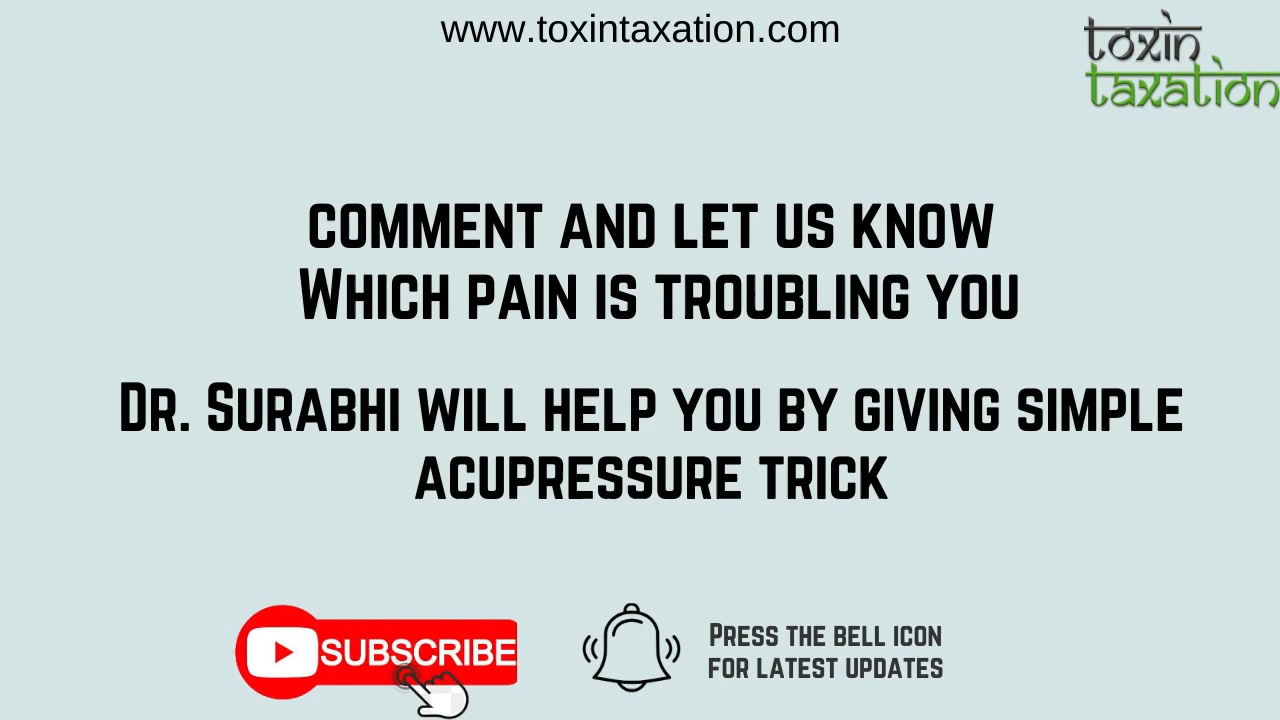 www.toxintaxation.com
toxin
taxation
COMMENT AND LET US KNOW
WHICH PAIN IS TROUBLING YOU
DR. SURABHI WILL HELP YOU BY GIVING SIMPLE
ACUPRESSURE TRICK
SUBSCRIBE
PRESS THE BELL ICON
FOR LATEST UPDATES